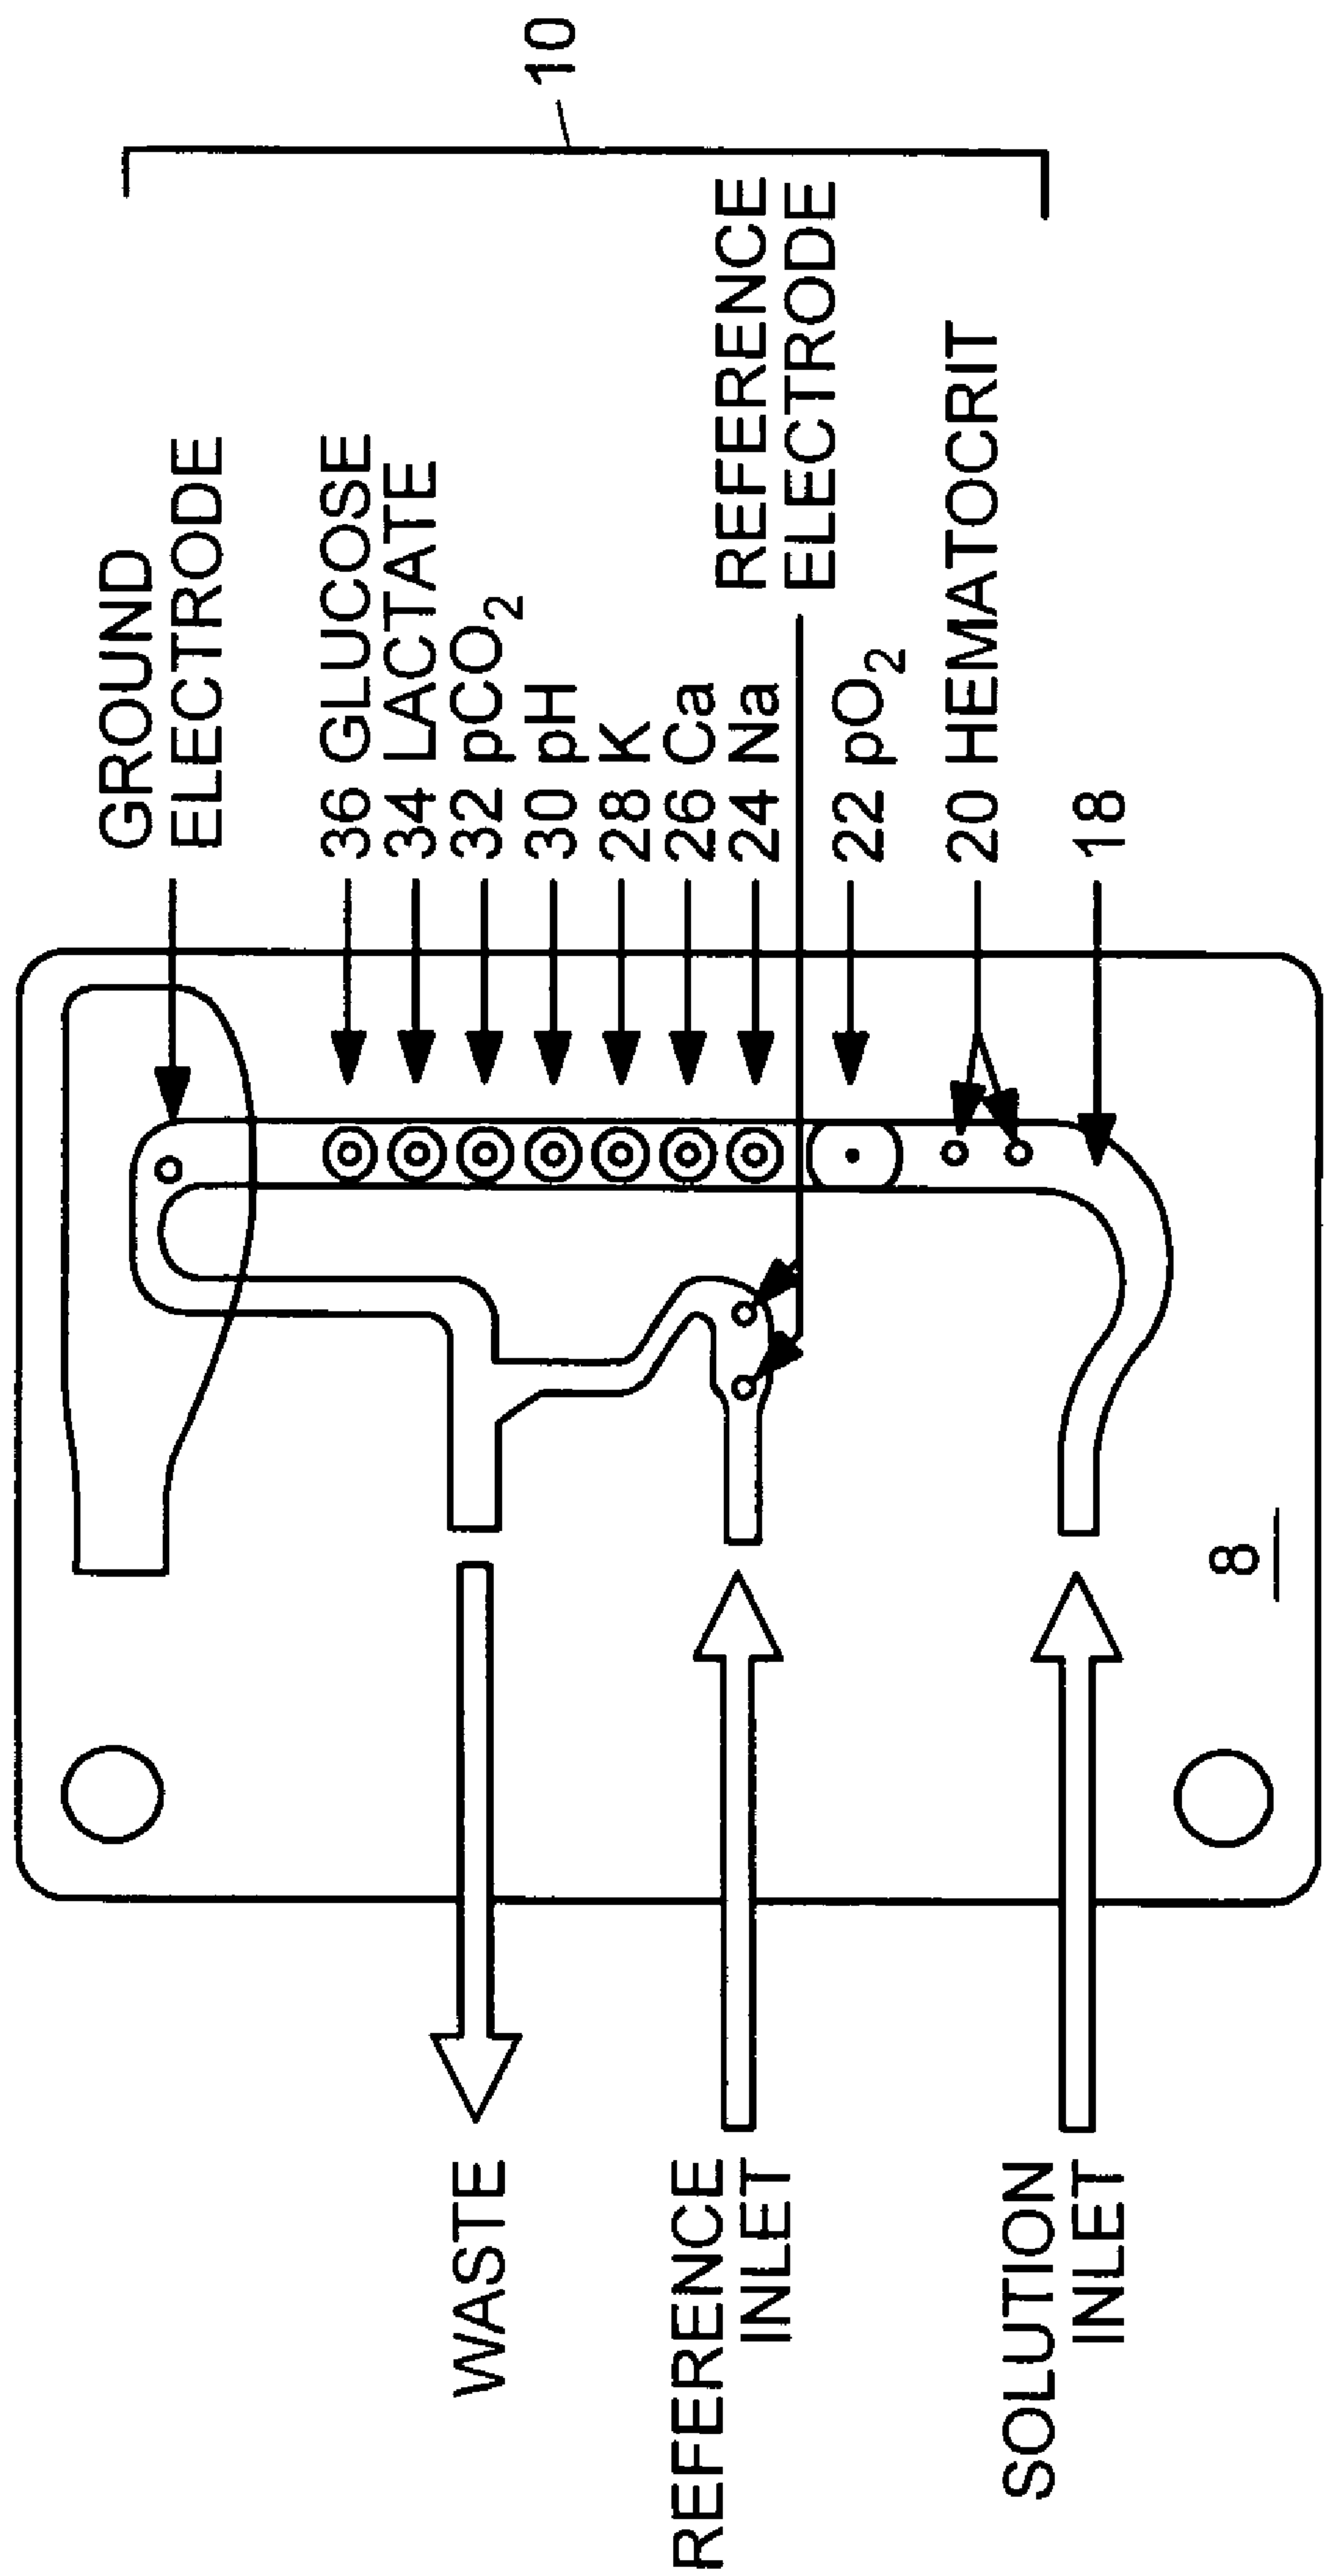 10
GROUND
ELECTRODE
36 GLUCOSE
34 LACTATE
32 pCO2
30 pH
28 K
26 Ca
24 Na
REFERENCE
ELECTRODE
22 pO2
20 HEMATOCRIT
18
8
WASTE
REFERENCE
INLET
SOLUTION
INLET